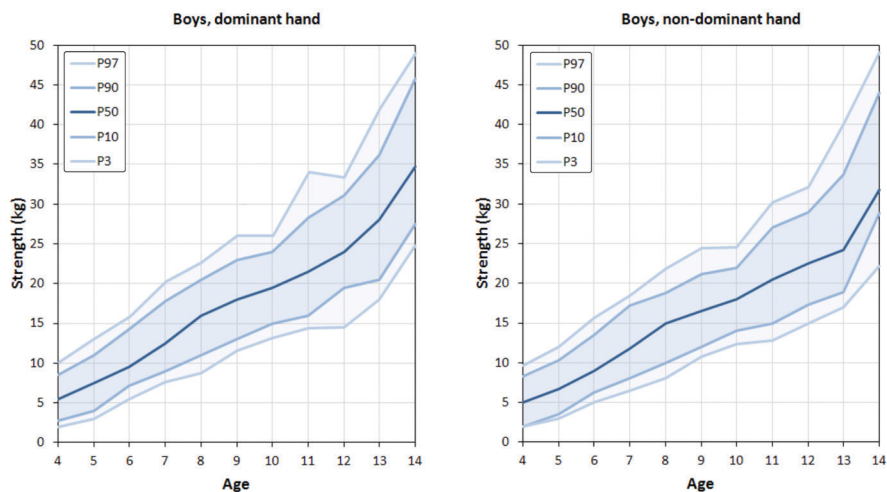 Boys, dominant hand
50
45
40
35
30
25
20
15
10
5
0
Strength (kg)
P97
P90
P50
P10
P3
4 5 6 7 8 9 10 11 12 13 14
Age
Boys, non-dominant hand
50
45
40
35
30
25
20
15
10
5
0
Strength (kg)
P97
P90
P50
P10
P3
4 5 6 7 8 9 10 11 12 13 14
Age